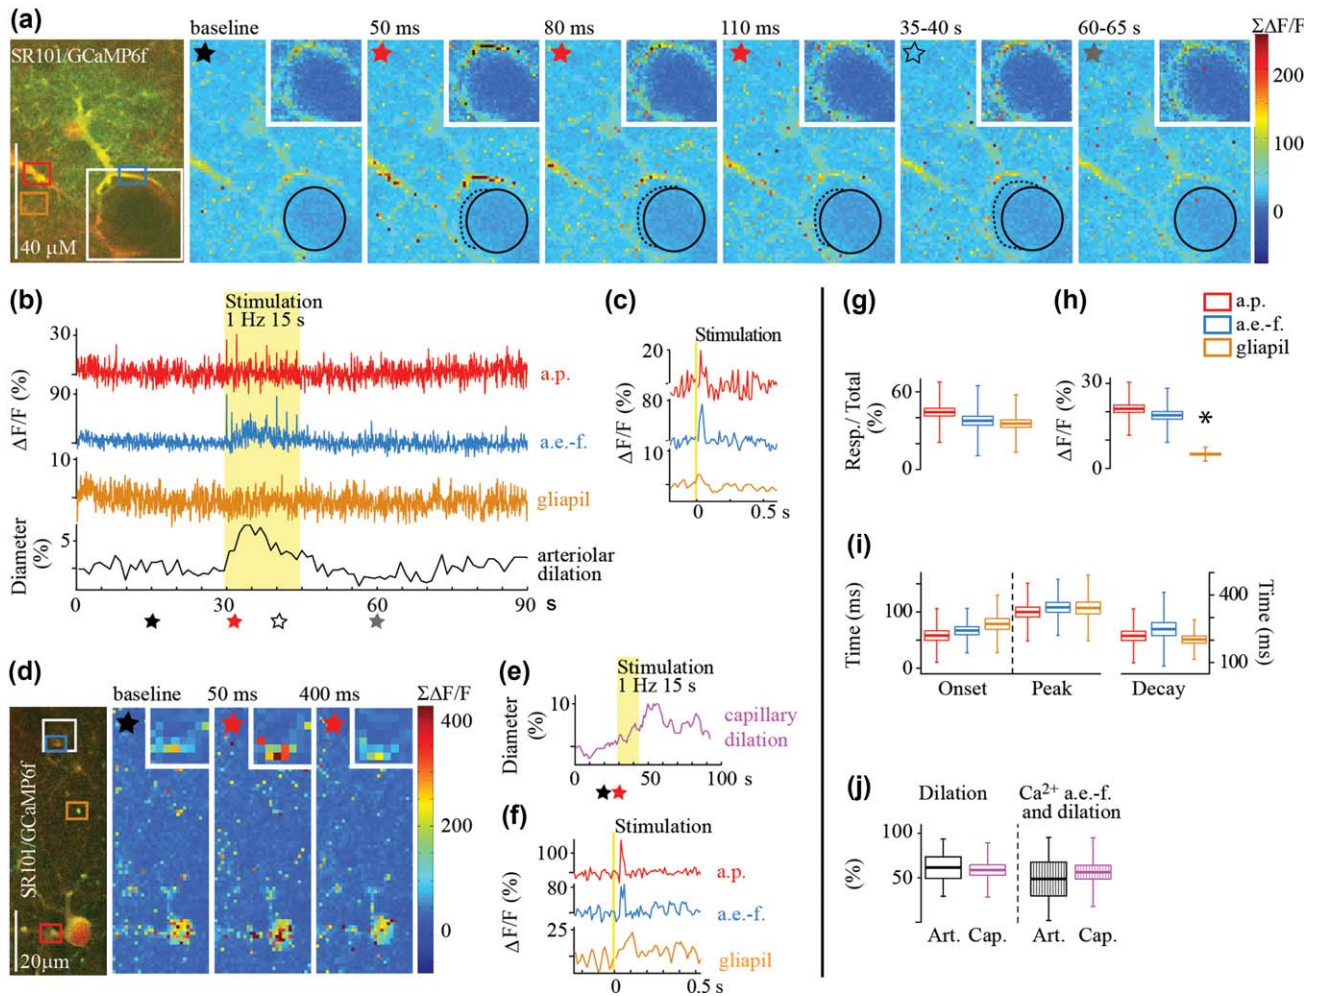 (a)
SR101/GCaMP6f
40 μM
baseline
50 ms
80 ms
110 ms
35-40 s
60-65 s
ΣΔF/F
200
100
0
(b)
Stimulation
1 Hz 15 s
30
90
10
ΔF/F (%)
5
Diameter
(%)
a.p.
a.e.-f.
gliapil
arteriolar
dilation
0 30 60 90 s
(c)
Stimulation
20
80
10
ΔF/F (%)
0 0.5 s
(d)
SR101/GCaMP6f
20μm
baseline
50 ms
400 ms
ΣΔF/F
400
200
0
(e)
Stimulation
1 Hz 15 s
10
Diameter
(%)
capillary
dilation
0 50 100 s
(f)
Stimulation
100
80
25
ΔF/F (%)
a.p.
a.e.-f.
gliapil
0 0.5 s
(g)
60
0
Resp./ Total
(%)
(h)
30
0
ΔF/F (%)
*
a.p.
a.e.-f.
gliapil
(i)
100
0
Time (ms)
400
100
Time (ms)
Onset Peak Decay
(j)
Dilation
Ca²⁺ a.e.-f.
and dilation
100
50
(%)
Art. Cap. Art. Cap.